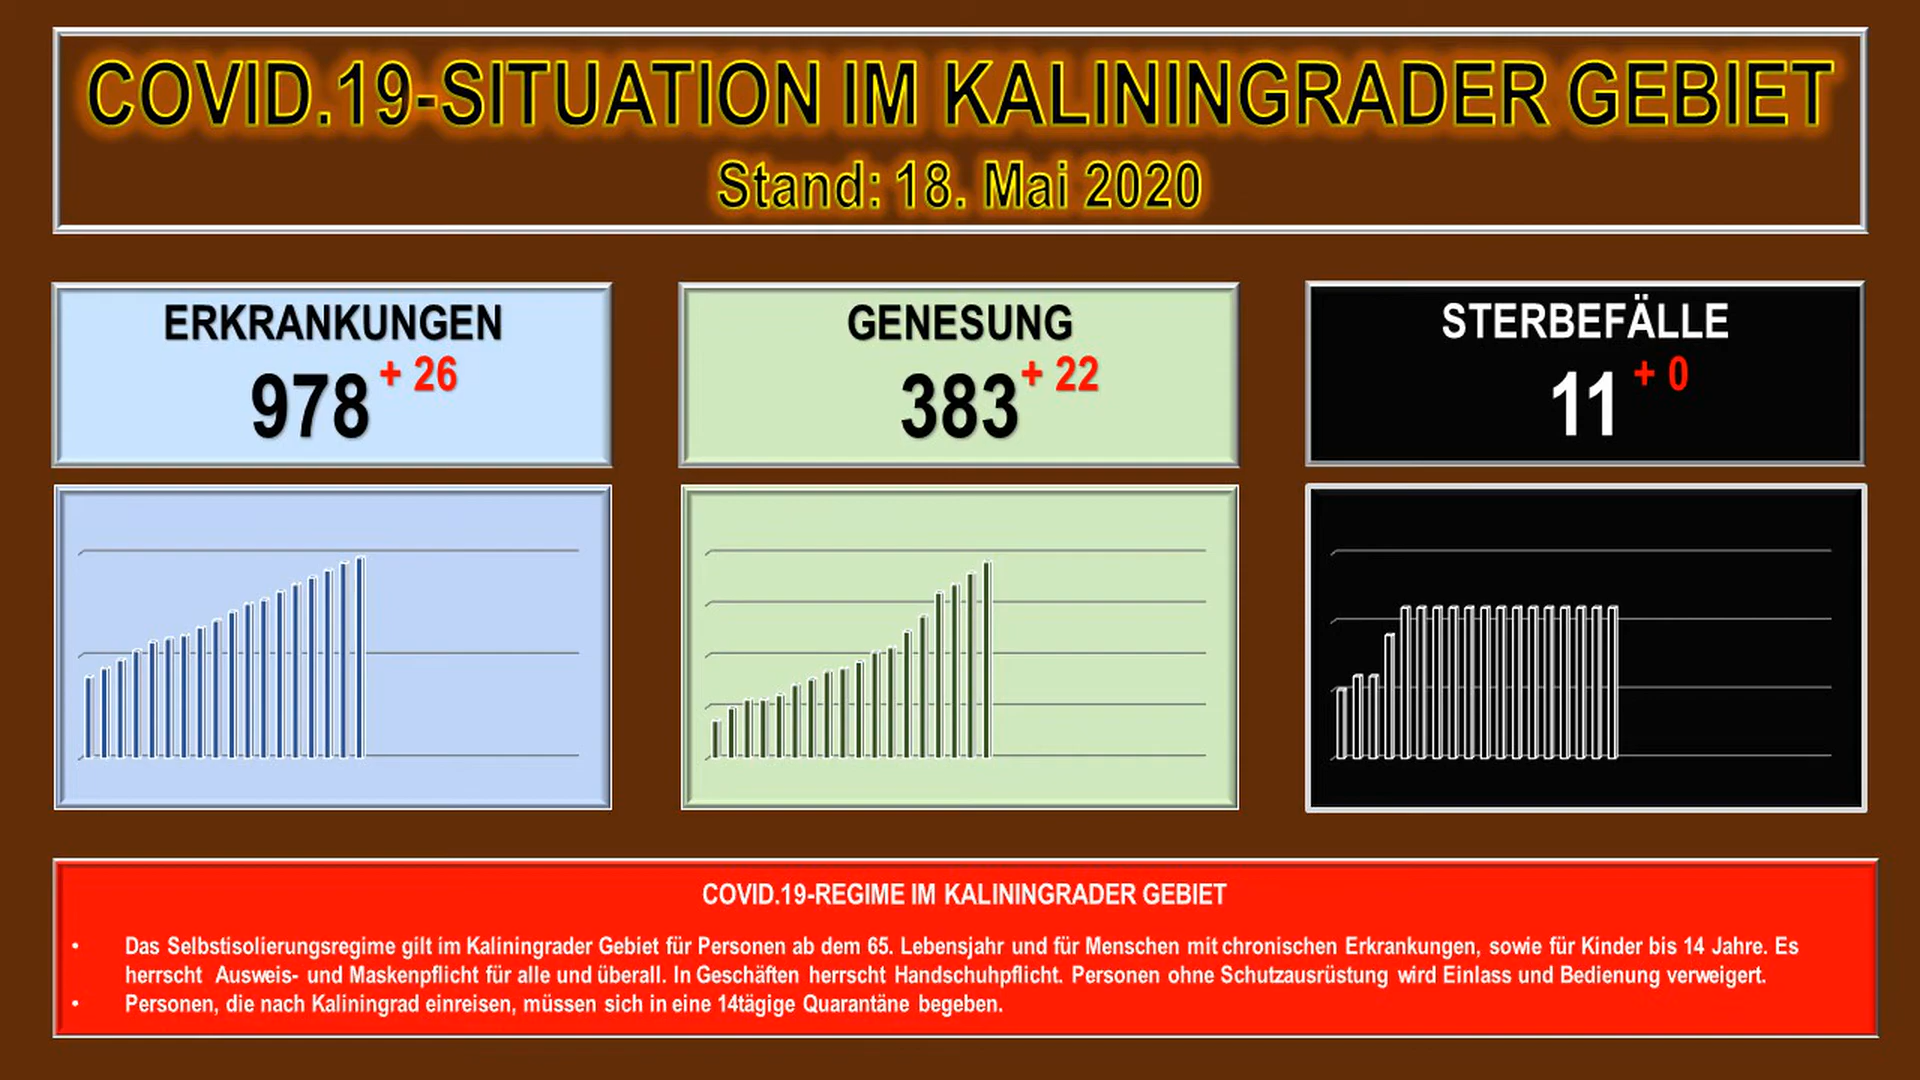 COVID.19-SITUATION IM KALININGRADER GEBIET
Stand: 18. Mai 2020
ERKRANKUNGEN
978 + 26
GENESUNG
383 + 22
STERBEFÄLLE
11 + 0
COVID.19-REGIME IM KALININGRADER GEBIET
• Das Selbstisolierungsregime gilt im Kaliningrader Gebiet für Personen ab dem 65. Lebensjahr und für Menschen mit chronischen Erkrankungen, sowie für Kinder bis 14 Jahre. Es
herrscht Ausweis- und Maskenpflicht für alle und überall. In Geschäften herrscht Handschuhpflicht. Personen ohne Schutzausrüstung wird Einlass und Bedienung verweigert.
• Personen, die nach Kaliningrad einreisen, müssen sich in eine 14tägige Quarantäne begeben.